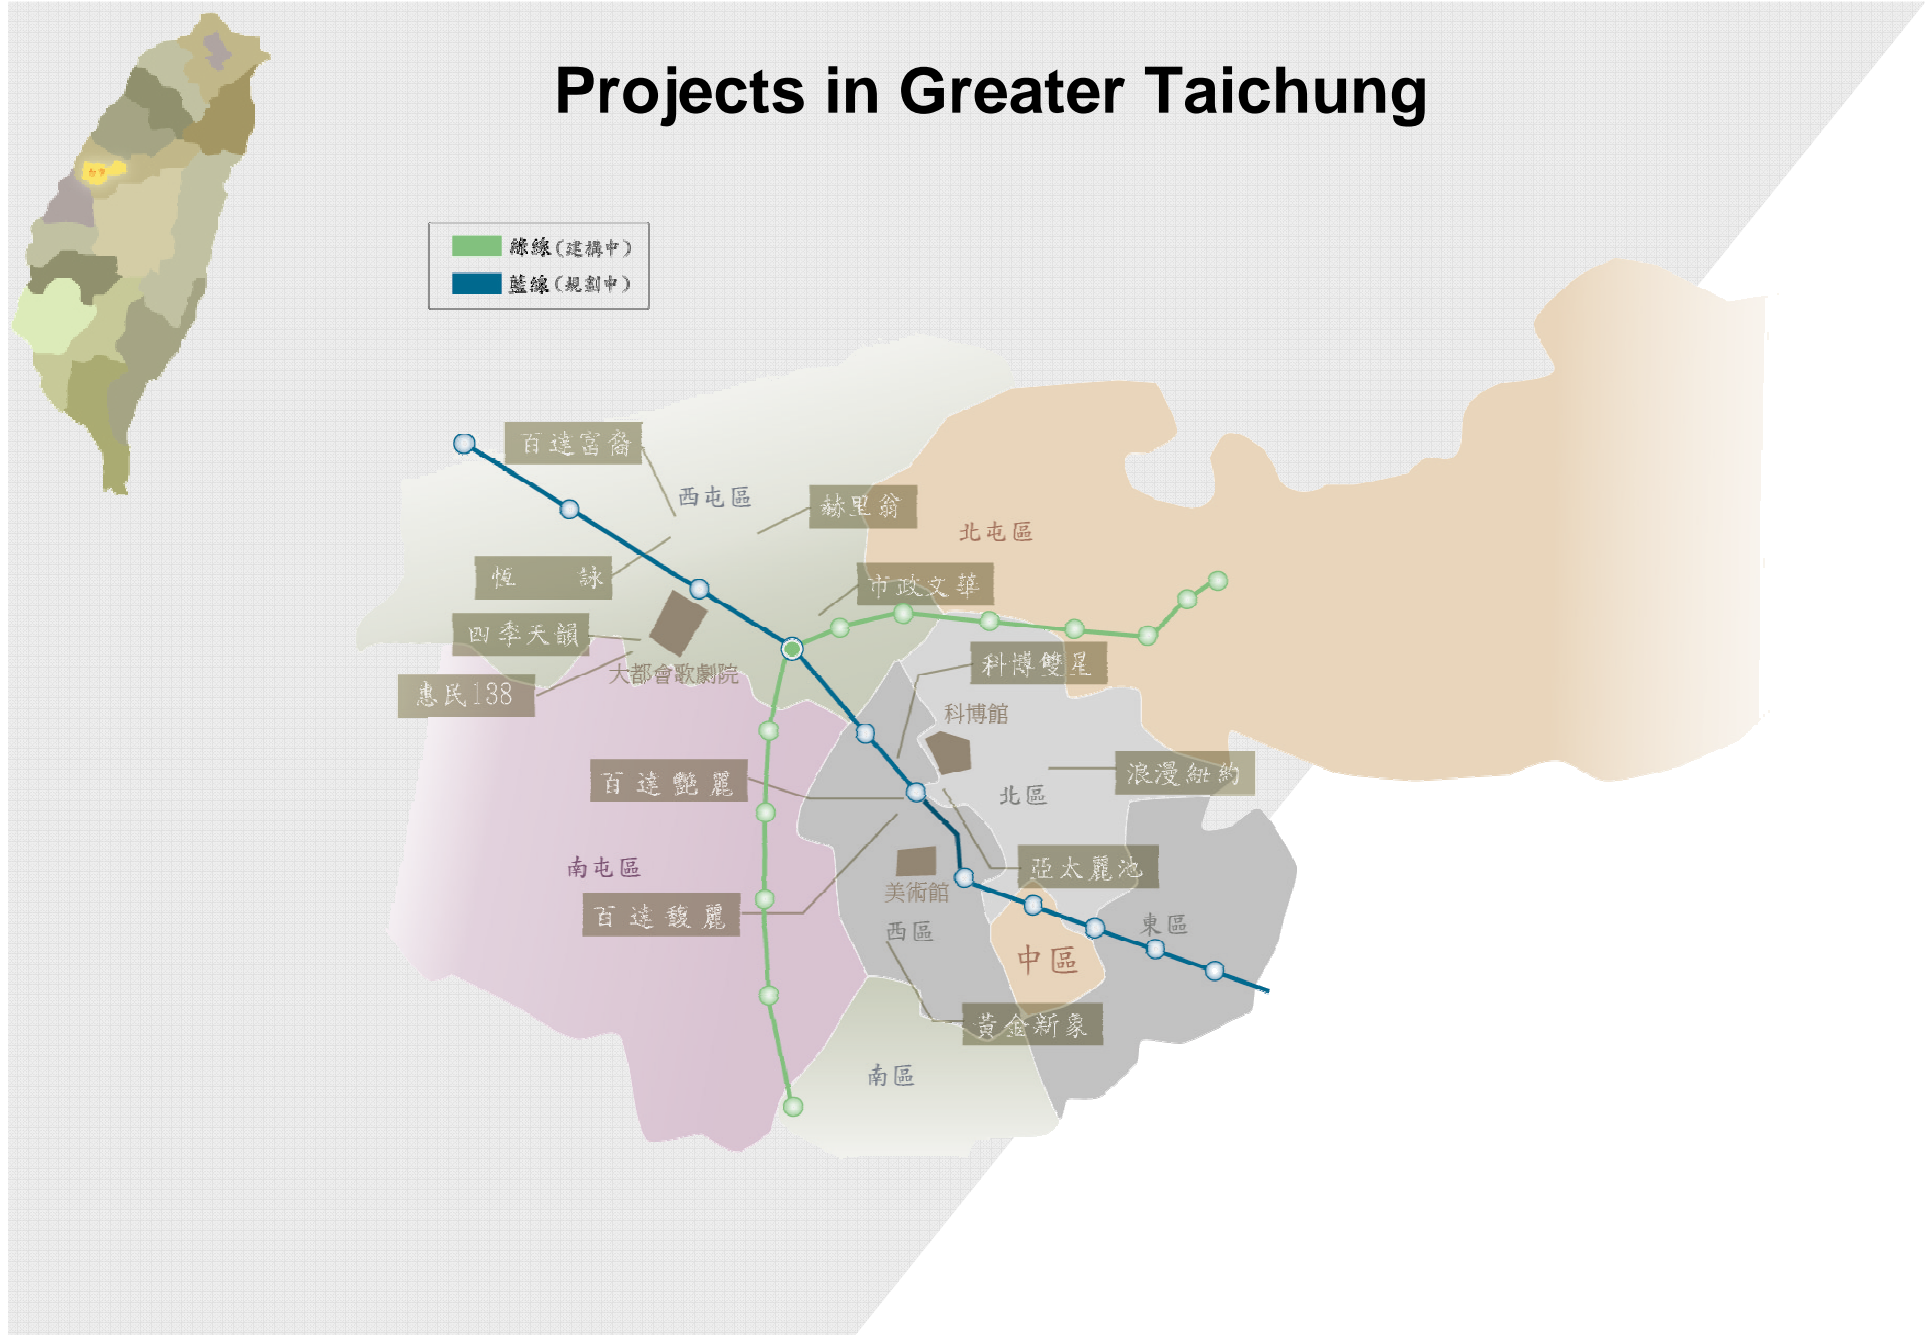 Projects in Greater Taichung
台中
綠線(建構中)
藍線(規劃中)
百達富裔
西屯區
赫里翁
北屯區
恆詠
市政文華
四季天韻
大都會歌劇院
科博雙星
惠民138
科博館
百達艷麗
浪漫紐約
北區
南屯區
亞太麗池
美術館
百達馥麗
西區
東區
中區
黃金新象
南區